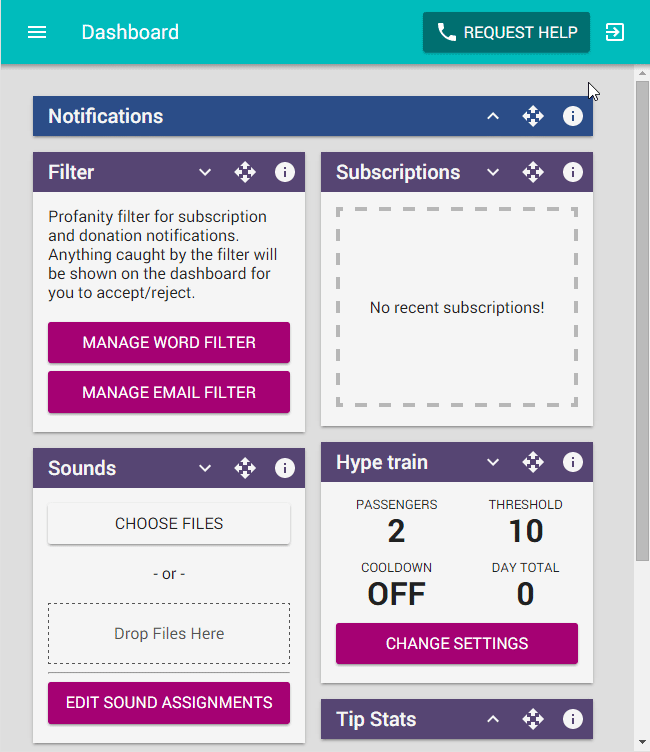 Dashboard
REQUEST HELP
Notifications
Filter
Profanity filter for subscription
and donation notifications.
Anything caught by the filter will
be shown on the dashboard for
you to accept/reject.
MANAGE WORD FILTER
MANAGE EMAIL FILTER
Sounds
CHOOSE FILES
- or -
Drop Files Here
EDIT SOUND ASSIGNMENTS
Subscriptions
No recent subscriptions!
Hype train
PASSENGERS
2
THRESHOLD
10
COOLDOWN
OFF
DAY TOTAL
0
CHANGE SETTINGS
Tip Stats